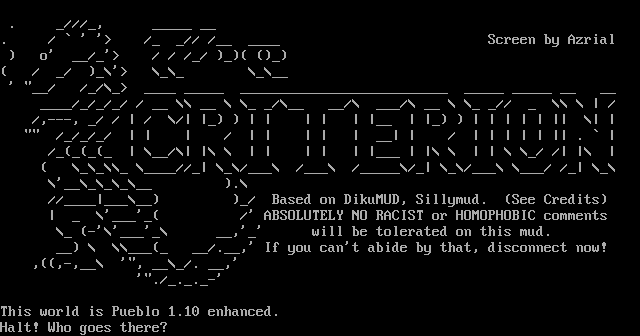 Screen by Azrial
The
CRITERION
Based on DikuMUD, Sillymud. (See Credits)
ABSOLUTELY NO RACIST or HOMOPHOBIC comments
will be tolerated on this mud.
If you can't abide by that, disconnect now!
This world is Pueblo 1.10 enhanced.
Halt! Who goes there?